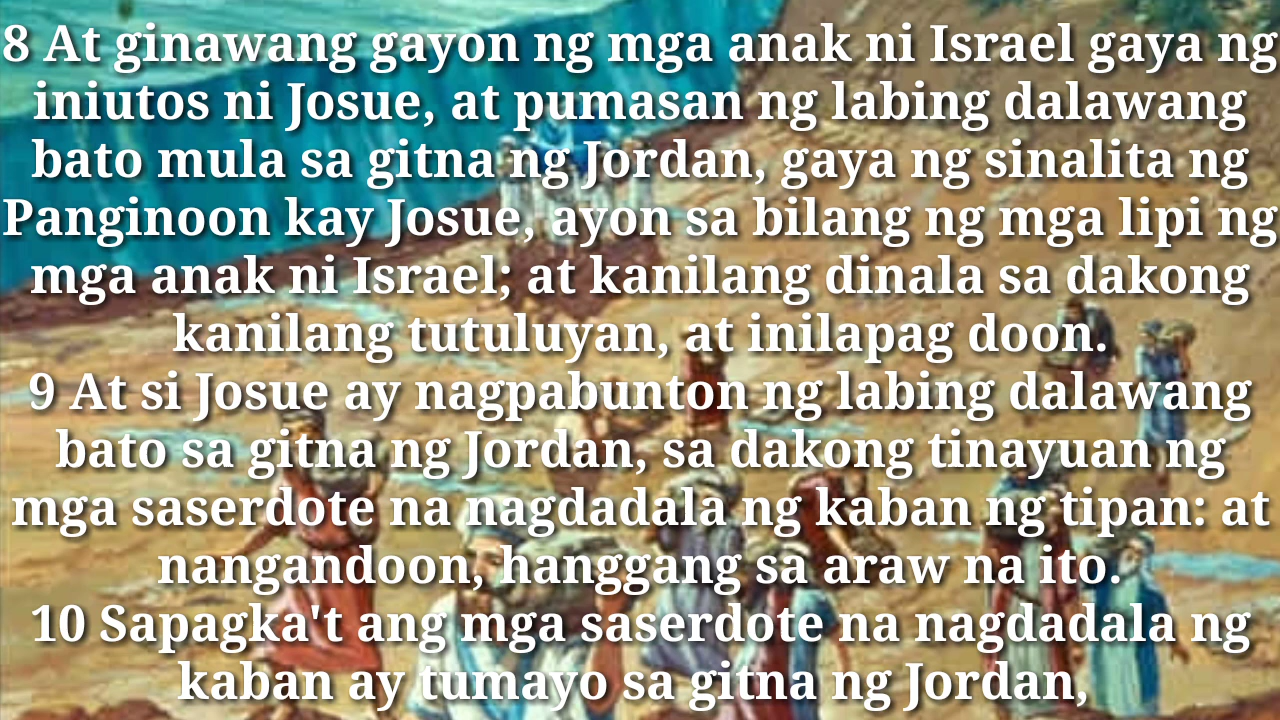 8 At ginawang gayon ng mga anak ni Israel gaya ng
iniutos ni Josue, at pumasan ng labing dalawang
bato mula sa gitna ng Jordan, gaya ng sinalita ng
Panginoon kay Josue, ayon sa bilang ng mga lipi ng
mga anak ni Israel; at kanilang dinala sa dakong
kanilang tutuluyan, at inilapag doon.
9 At si Josue ay nagpabunton ng labing dalawang
bato sa gitna ng Jordan, sa dakong tinayuan ng
mga saserdote na nagdadala ng kaban ng tipan: at
nangandoon, hanggang sa araw na ito.
10 Sapagka't ang mga saserdote na nagdadala ng
kaban ay tumayo sa gitna ng Jordan,